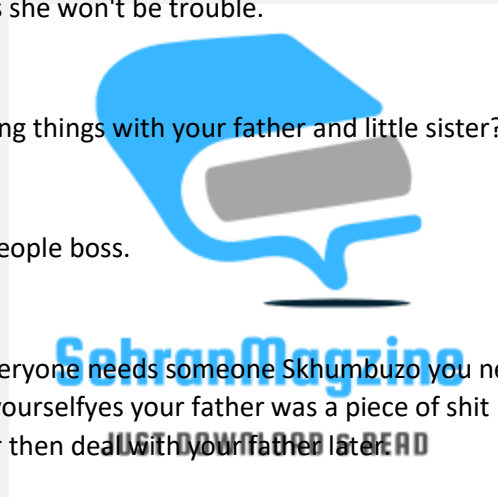 s she won't be trouble.
ng things with your father and little sister?
eople boss.
eryone needs someone Skhumbuzo you ne
yourselfyes your father was a piece of shit
r then deal with your father later.
SehranMagzine
JUST DOWNLOAD & READ